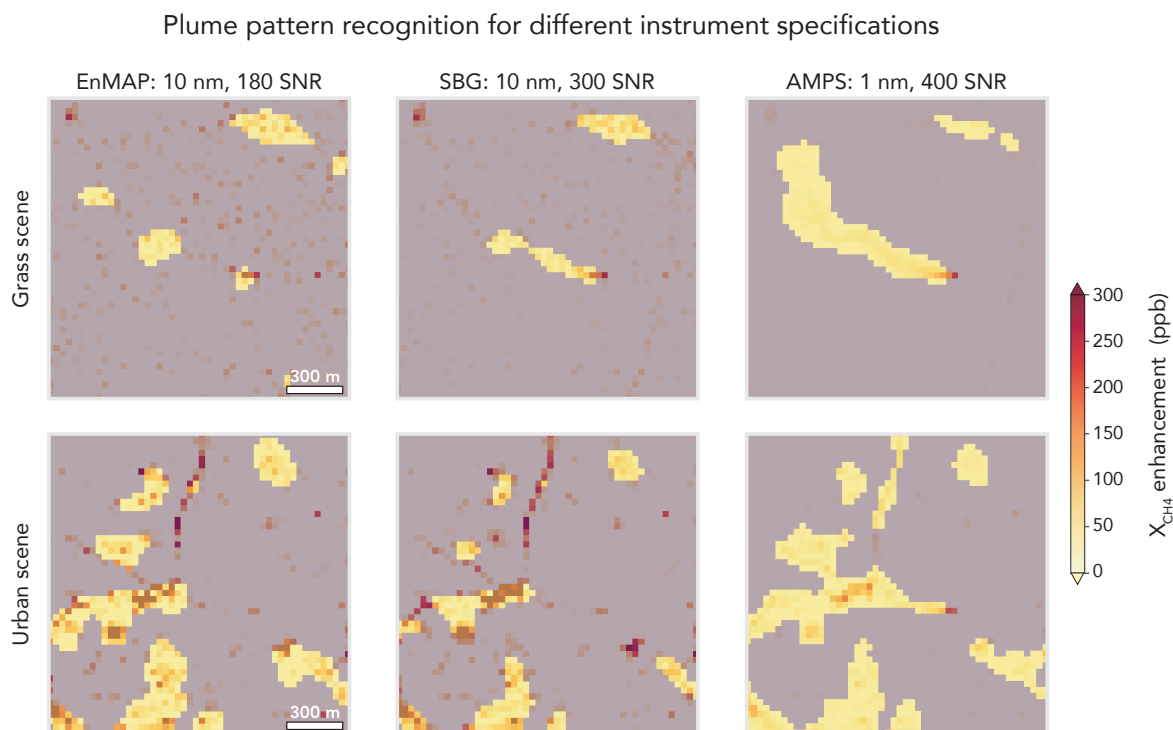 Plume pattern recognition for different instrument specifications
EnMAP: 10 nm, 180 SNR
SBG: 10 nm, 300 SNR
AMPS: 1 nm, 400 SNR
Grass scene
300 m
Urban scene
300 m
300
250
200
150
100
50
0
X_CH4 enhancement (ppb)